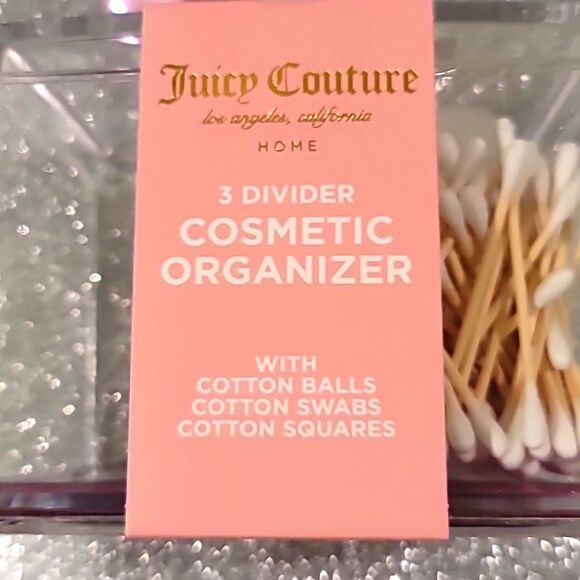 Juicy Couture
los angeles, california
HOME
3 DIVIDER
COSMETIC
ORGANIZER
WITH
COTTON BALLS
COTTON SWABS
COTTON SQUARES